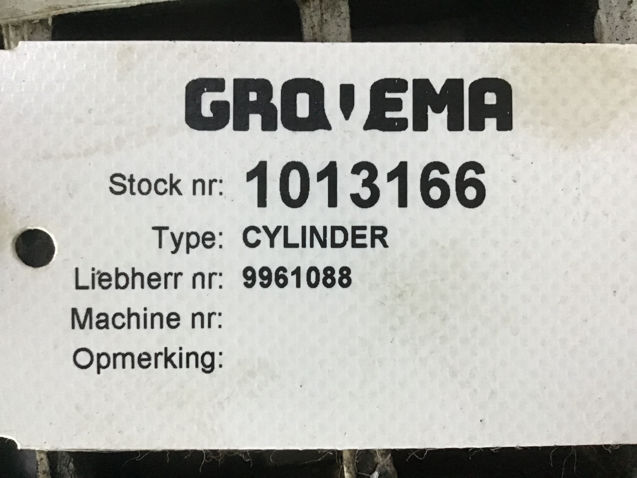 GROVEMA
Stock nr: 1013166
Type: CYLINDER
Liebherr nr: 9961088
Machine nr:
Opmerking: